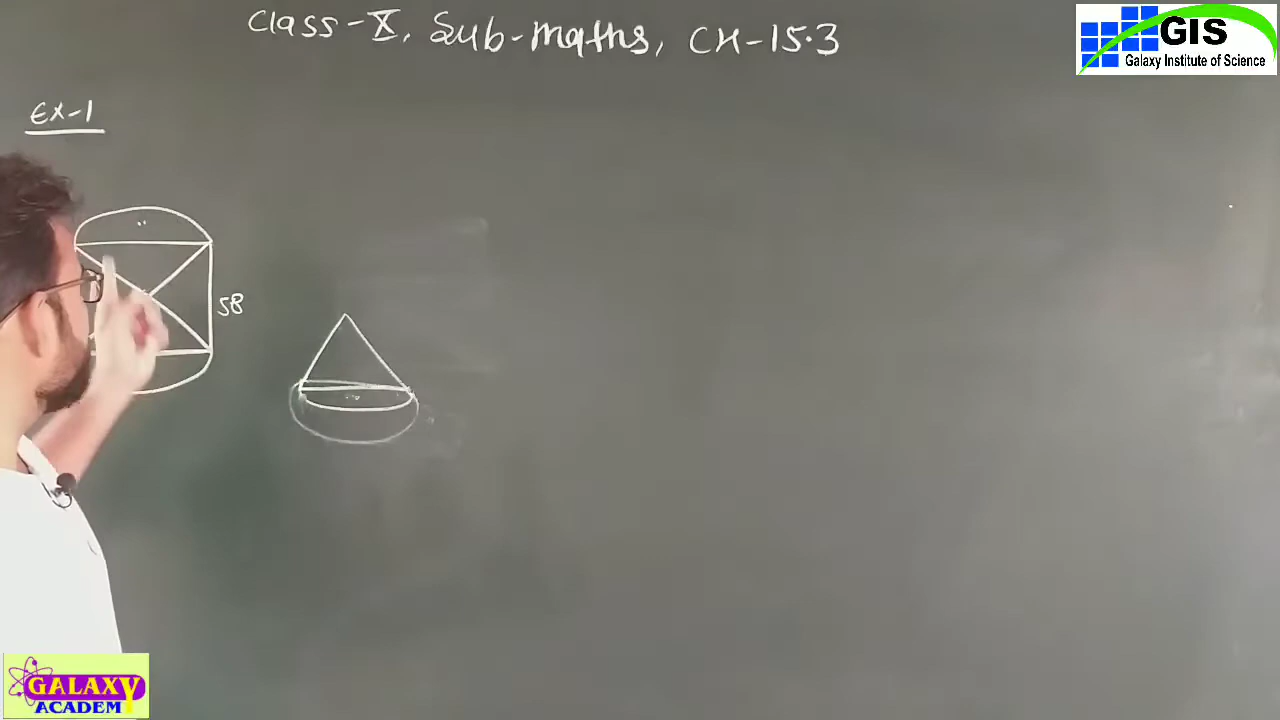 Class-X, Sub-maths, CH-15.3
GIS
Galaxy Institute of Science
Ex-1
58
GALAXY
ACADEM